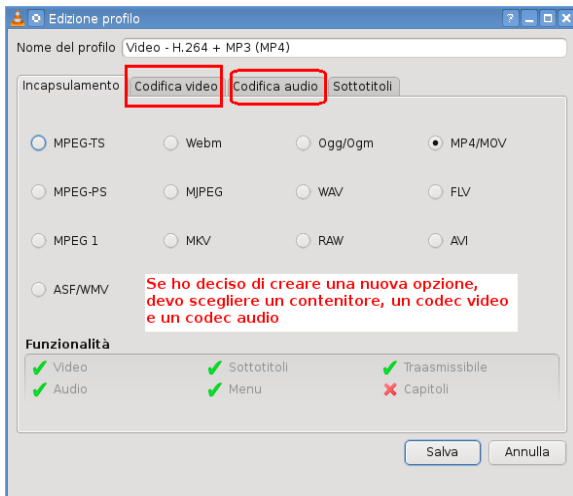 Edizione profilo
Nome del profilo Video - H.264 + MP3 (MP4)
Incapsulamento Codifica video Codifica audio Sottotitoli
MPEG-TS Webm Ogg/Ogm MP4/MOV
MPEG-PS MJPEG WAV FLV
MPEG 1 MKV RAW AVI
ASF/WMV
Se ho deciso di creare una nuova opzione,
devo scegliere un contenitore, un codec video
e un codec audio
Funzionalità
Video Sottotitoli Traasmissibile
Audio Menu Capitoli
Salva Annulla